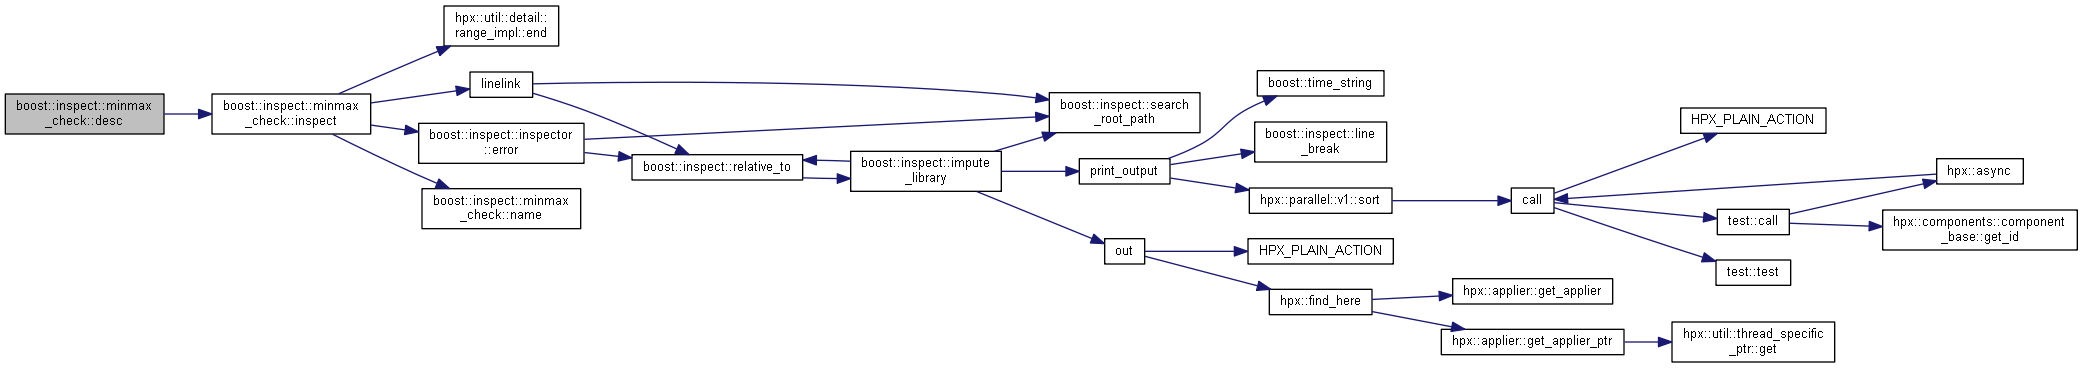 boost::inspect::minmax
_check::desc
boost::inspect::minmax
_check::inspect
hpx::util::detail::
range_impl::end
linelink
boost::inspect::inspector
::error
boost::inspect::minmax
_check::name
boost::inspect::relative_to
boost::inspect::impute
_library
boost::inspect::search
_root_path
print_output
out
boost::time_string
boost::inspect::line
_break
hpx::parallel::v1::sort
HPX_PLAIN_ACTION
hpx::find_here
hpx::applier::get_applier
hpx::applier::get_applier_ptr
hpx::util::thread_specific
_ptr::get
call
HPX_PLAIN_ACTION
test::call
test::test
hpx::async
hpx::components::component
_base::get_id